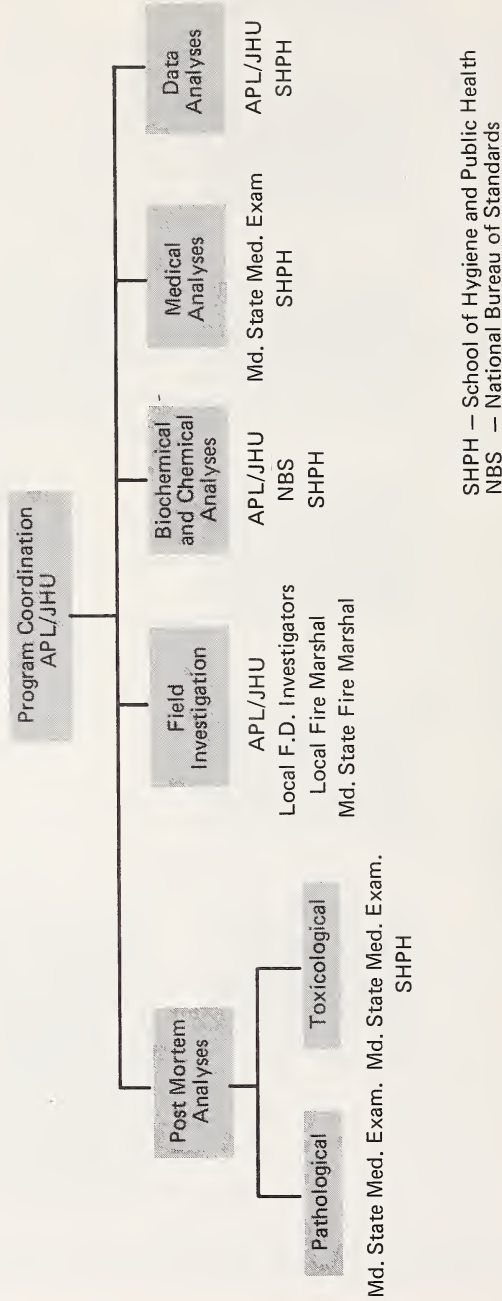 Program Coordination
APL/JHU
Post Mortem
Analyses
Field
Investigation
Biochemical
and Chemical
Analyses
Medical
Analyses
Data
Analyses
Pathological
Toxicological
Md. State Med. Exam.
Md. State Med. Exam.
SHPH
APL/JHU
Local F.D. Investigators
Local Fire Marshal
Md. State Fire Marshal
APL/JHU
NBS
SHPH
Md. State Med. Exam
SHPH
APL/JHU
SHPH
SHPH – School of Hygiene and Public Health
NBS – National Bureau of Standards